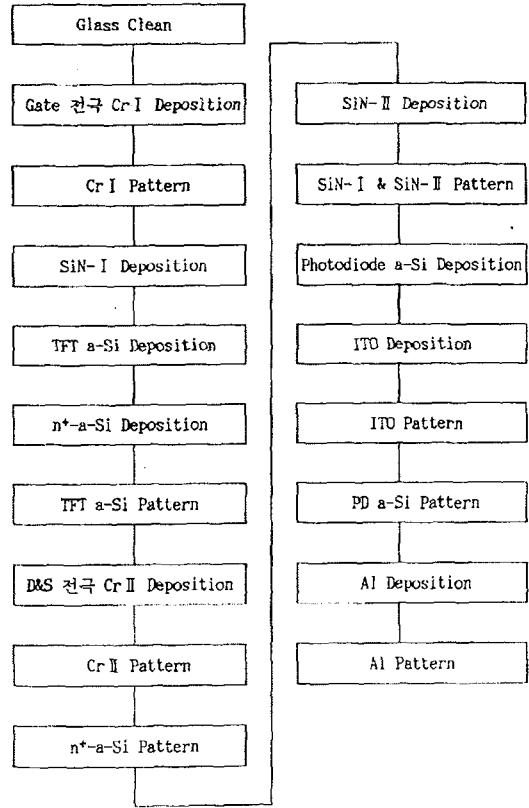 Glass Clean
Gate 전극 Cr Ⅰ Deposition
Cr Ⅰ Pattern
SiN-Ⅰ Deposition
TFT a-Si Deposition
n⁺-a-Si Deposition
TFT a-Si Pattern
D&S 전극 Cr Ⅱ Deposition
Cr Ⅱ Pattern
n⁺-a-Si Pattern
SiN-Ⅱ Deposition
SiN-Ⅰ & SiN-Ⅱ Pattern
Photodiode a-Si Deposition
ITO Deposition
ITO Pattern
PD a-Si Pattern
Al Deposition
Al Pattern